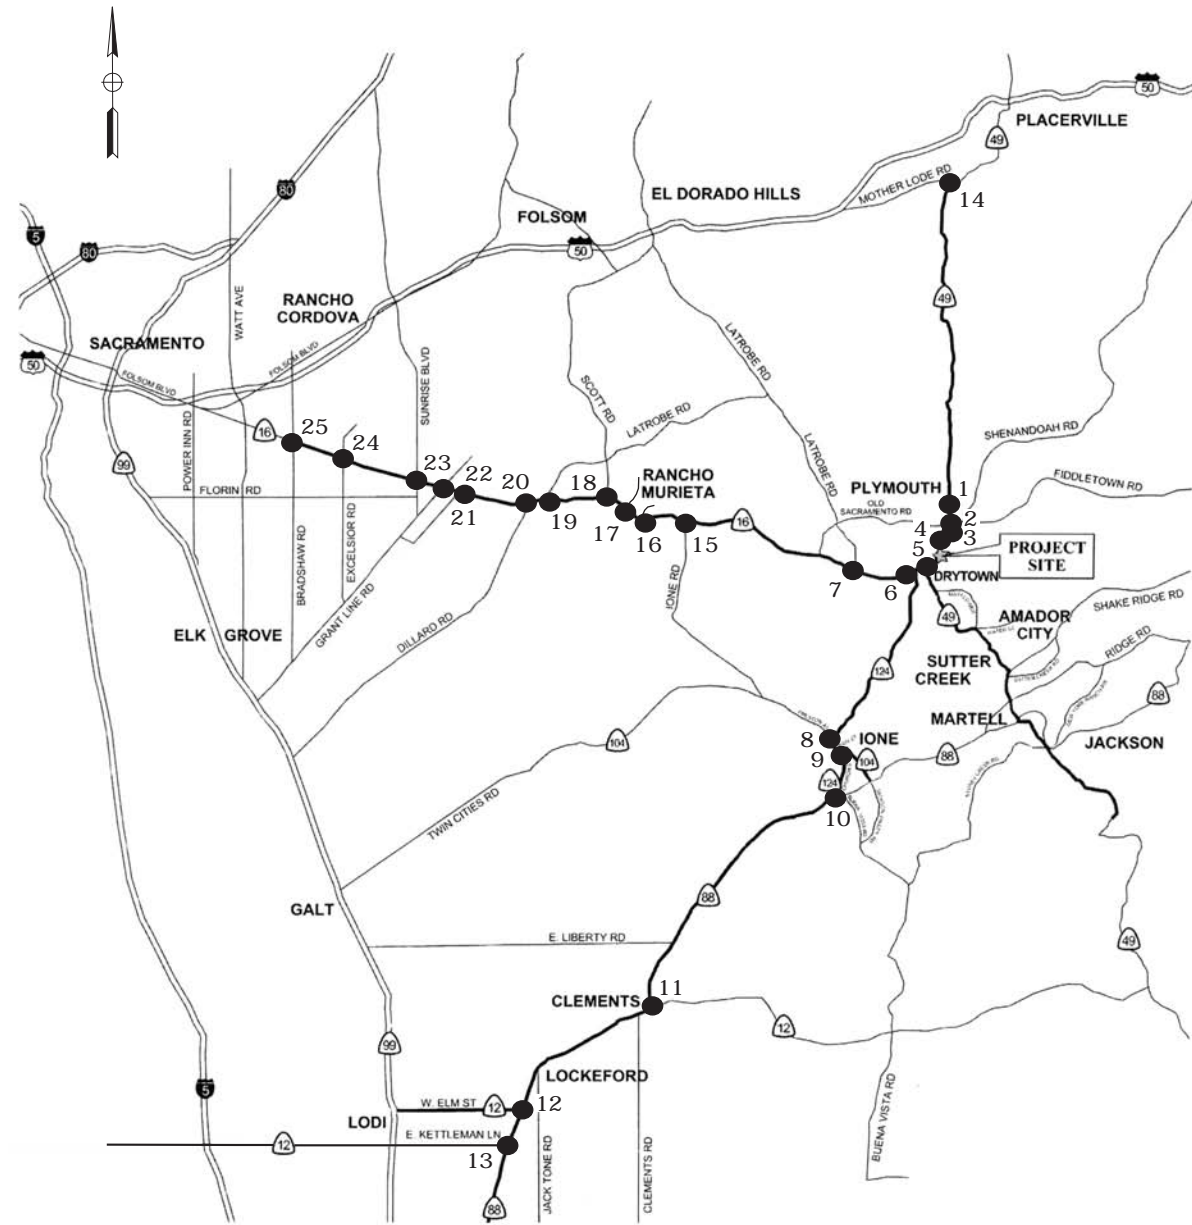 50
PLACERVILLE
49
MOTHER LODE RD
14
80
EL DORADO HILLS
FOLSOM
5
80
50
49
RANCHO
CORDOVA
WATT AVE
SACRAMENTO
50
FOLSOM BLVD
FOLSOM BLVD
SUNRISE BLVD
LATROBE RD
SCOTT RD
LATROBE RD
LATROBE RD
SHENANDOAH RD
FIDDLETOWN RD
16
25
24
23
22
21
20
19
18
17
16
15
99
POWER INN RD
FLORIN RD
BRADSHAW RD
EXCELSIOR RD
GRANT LINE RD
DILLARD RD
RANCHO
MURIETA
16
PLYMOUTH
OLD
SACRAMENTO RD
1
2
3
4
5
6
7
PROJECT
SITE
DRYTOWN
IONE RD
ELK GROVE
49
AMADOR
CITY
SHAKE RIDGE RD
RIDGE RD
SUTTER
CREEK
124
88
MARTELL
JACKSON
104
8
IONE
9
104
88
124
10
TWIN CITIES RD
88
GALT
E. LIBERTY RD
49
11
CLEMENTS
12
99
LOCKEFORD
5
W. ELM ST
12
12
LODI
E. KETTLEMAN LN
12
13
JACK TONE RD
CLEMENTS RD
BUENA VISTA RD
88